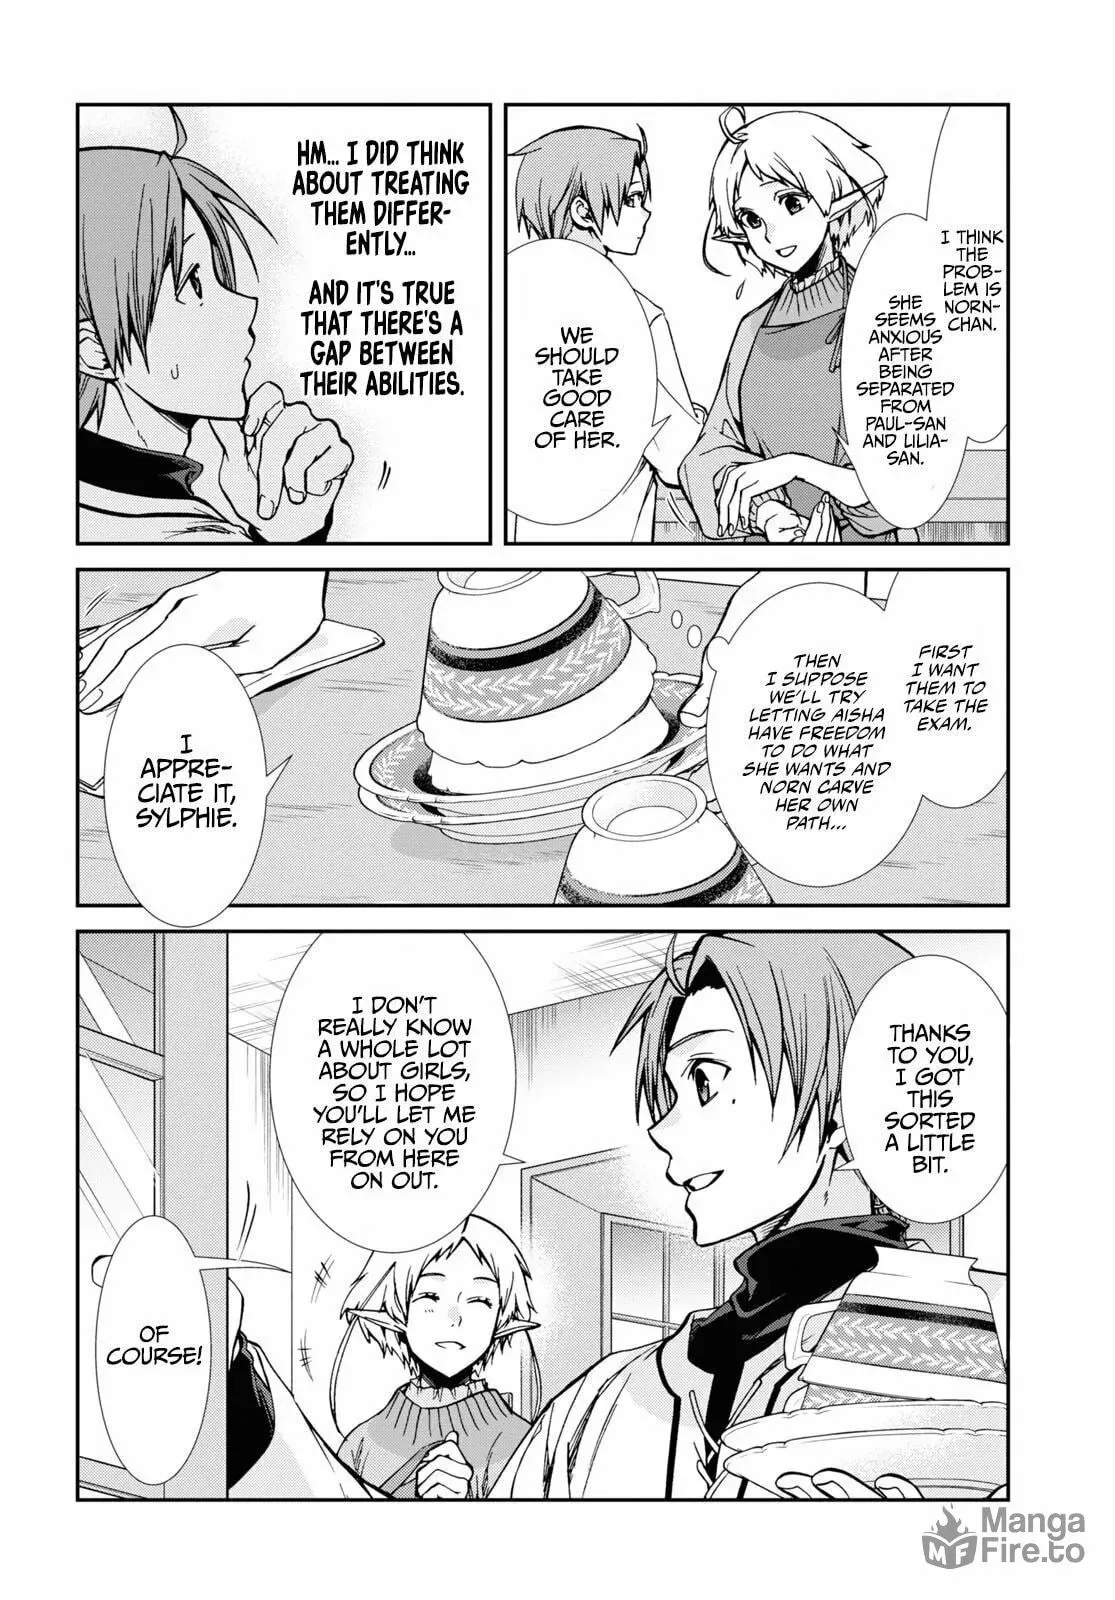 I THINK
THE
PROB-
LEM IS
NORN-
CHAN.
SHE
SEEMS
ANXIOUS
AFTER
BEING
SEPARATED
FROM
PAUL-SAN
AND LILIA-
SAN.
WE
SHOULD
TAKE
GOOD
CARE
OF HER.
HM... I DID THINK
ABOUT TREATING
THEM DIFFER-
ENTLY...
AND IT'S TRUE
THAT THERE'S A
GAP BETWEEN
THEIR ABILITIES.
FIRST
I WANT
THEM TO
TAKE THE
EXAM.
THEN
I SUPPOSE
WE'LL TRY
LETTING AISHA
HAVE FREEDOM
TO DO WHAT
SHE WANTS AND
NORN CARVE
HER OWN
PATH...
I
APPRE-
CIATE IT,
SYLPHIE.
THANKS
TO YOU,
I GOT
THIS
SORTED
A LITTLE
BIT.
I DON'T
REALLY KNOW
A WHOLE LOT
ABOUT GIRLS,
SO I HOPE
YOU'LL LET ME
RELY ON YOU
FROM HERE
ON OUT.
OF
COURSE!
MF
Manga
Fire.to